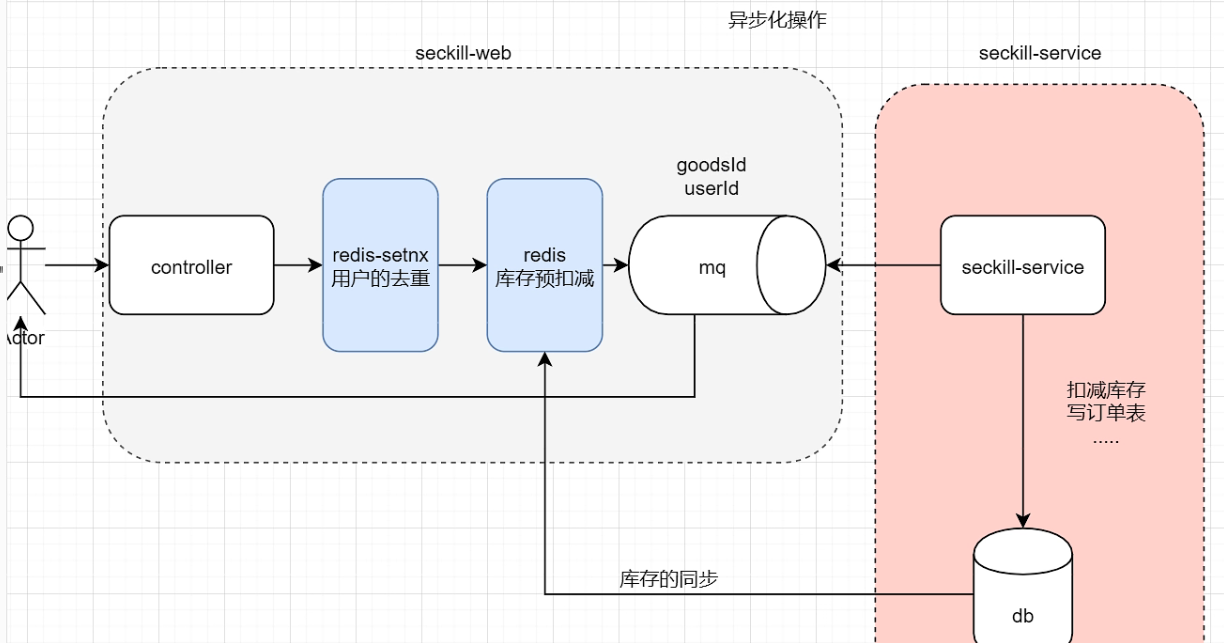 异步化操作
seckill-web
seckill-service
goodsId
userId
controller
redis-setnx
用户的去重
redis
库存预扣减
mq
seckill-service
扣减库存
写订单表
.....
库存的同步
db